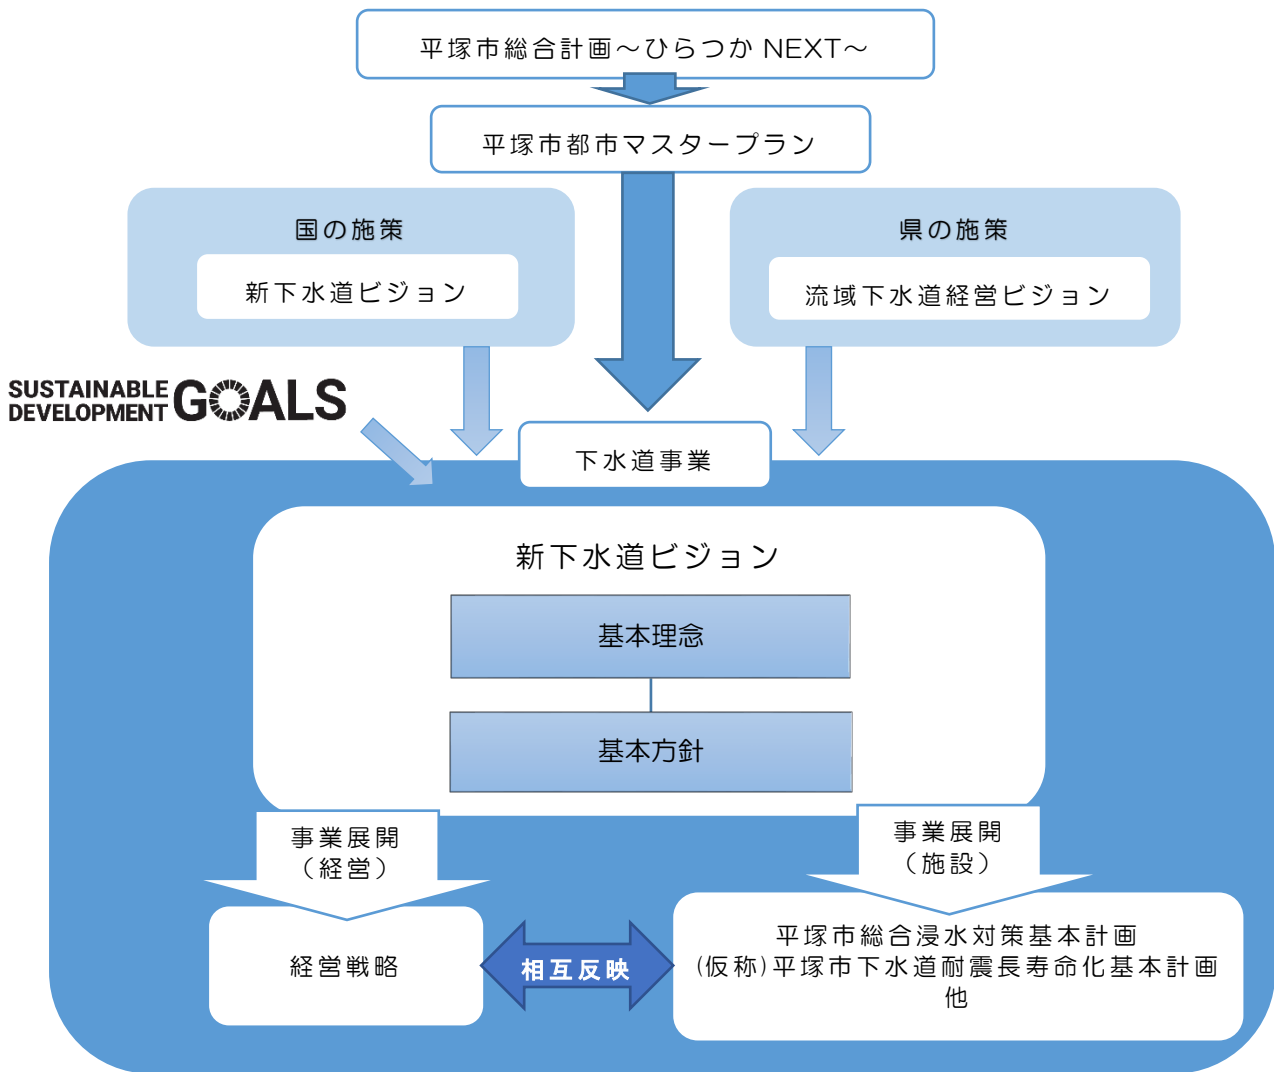 平塚市総合計画～ひらつか NEXT～
平塚市都市マスタープラン
国の施策
新下水道ビジョン
県の施策
流域下水道経営ビジョン
SUSTAINABLE
DEVELOPMENT
GOALS
下水道事業
新下水道ビジョン
基本理念
基本方針
事業展開
（経営）
事業展開
（施設）
経営戦略
相互反映
平塚市総合浸水対策基本計画
(仮称)平塚市下水道耐震長寿命化基本計画
他